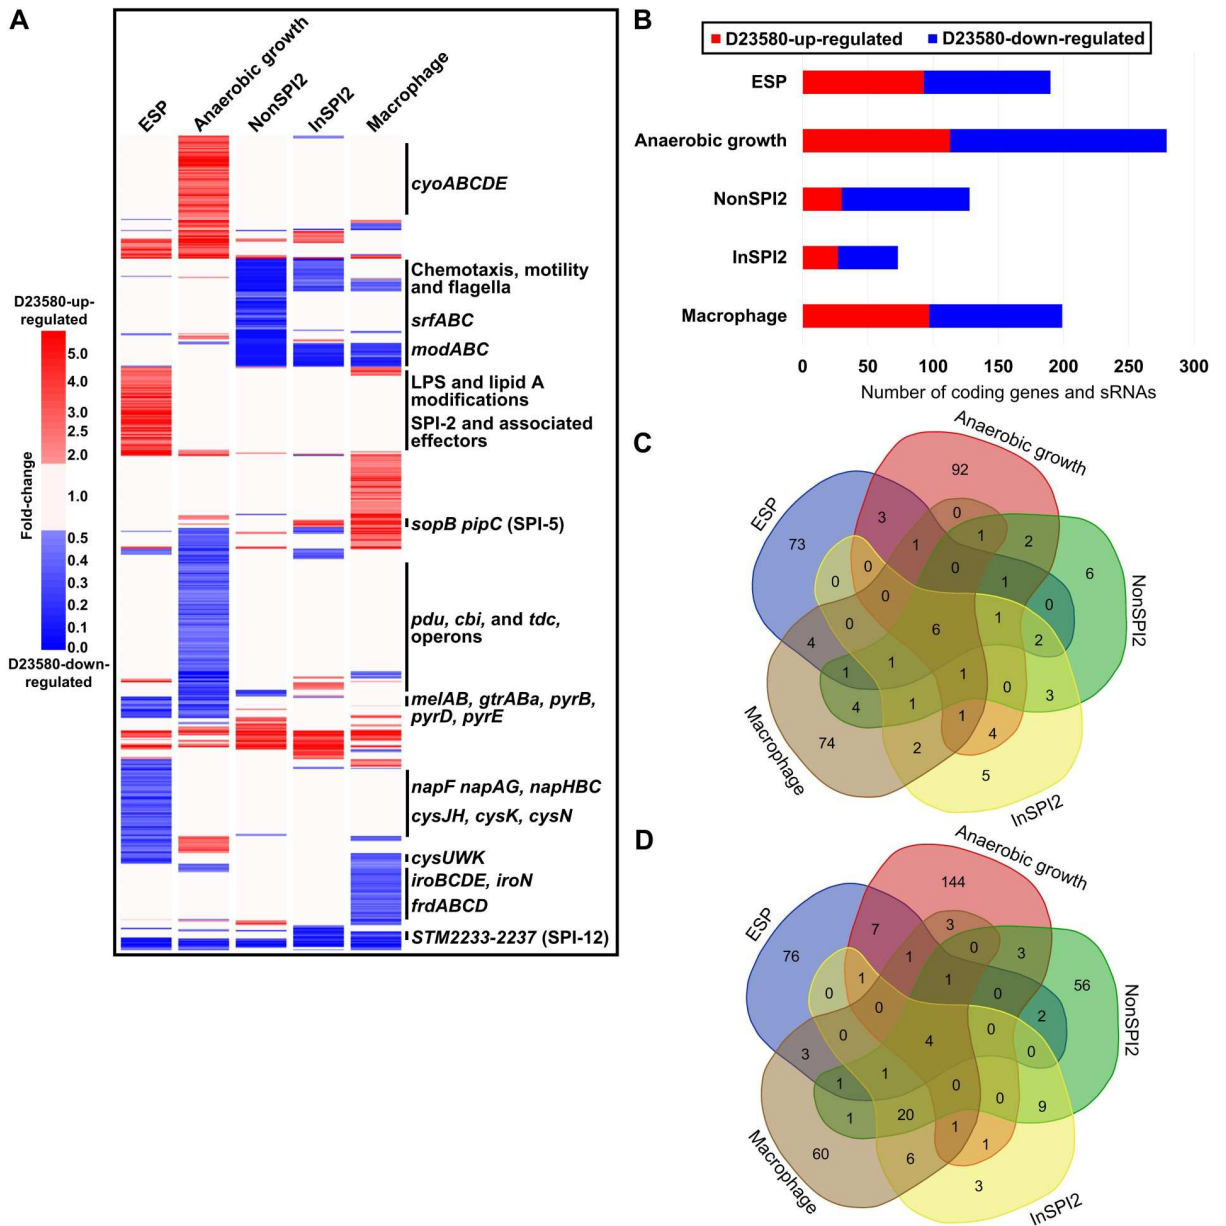 A
ESP
Anaerobic growth
NonSPI2
InSPI2
Macrophage
D23580-up-
regulated
5.0
4.0
3.0
2.5
2.0
1.0
0.5
0.4
0.3
0.2
0.1
0.0
Fold-change
D23580-down-
regulated
cyoABCDE
Chemotaxis, motility
and flagella
srfABC
modABC
LPS and lipid A
modifications
SPI-2 and associated
effectors
sopB pipC (SPI-5)
pdu, cbi, and tdc,
operons
melAB, gtrABa, pyrB,
pyrD, pyrE
napF napAG, napHBC
cysJH, cysK, cysN
cysUWK
iroBCDE, iroN
frdABCD
STM2233-2237 (SPI-12)
B
D23580-up-regulated D23580-down-regulated
ESP
Anaerobic growth
NonSPI2
InSPI2
Macrophage
0 50 100 150 200 250 300
Number of coding genes and sRNAs
C
Anaerobic growth
ESP
NonSPI2
InSPI2
Macrophage
92
3 0
73 1 1 2
0 0 0 1 6
0 0
0 6 1 2
4
1 1 1 0 3
4 1 1
74 2 4
5
D
Anaerobic growth
ESP
NonSPI2
InSPI2
Macrophage
144
7 3
76 1 0 3
0 1 1 0 56
0 2
0 4 0 0
3
1 1 0 0 9
1 20 1
60 6 1
3